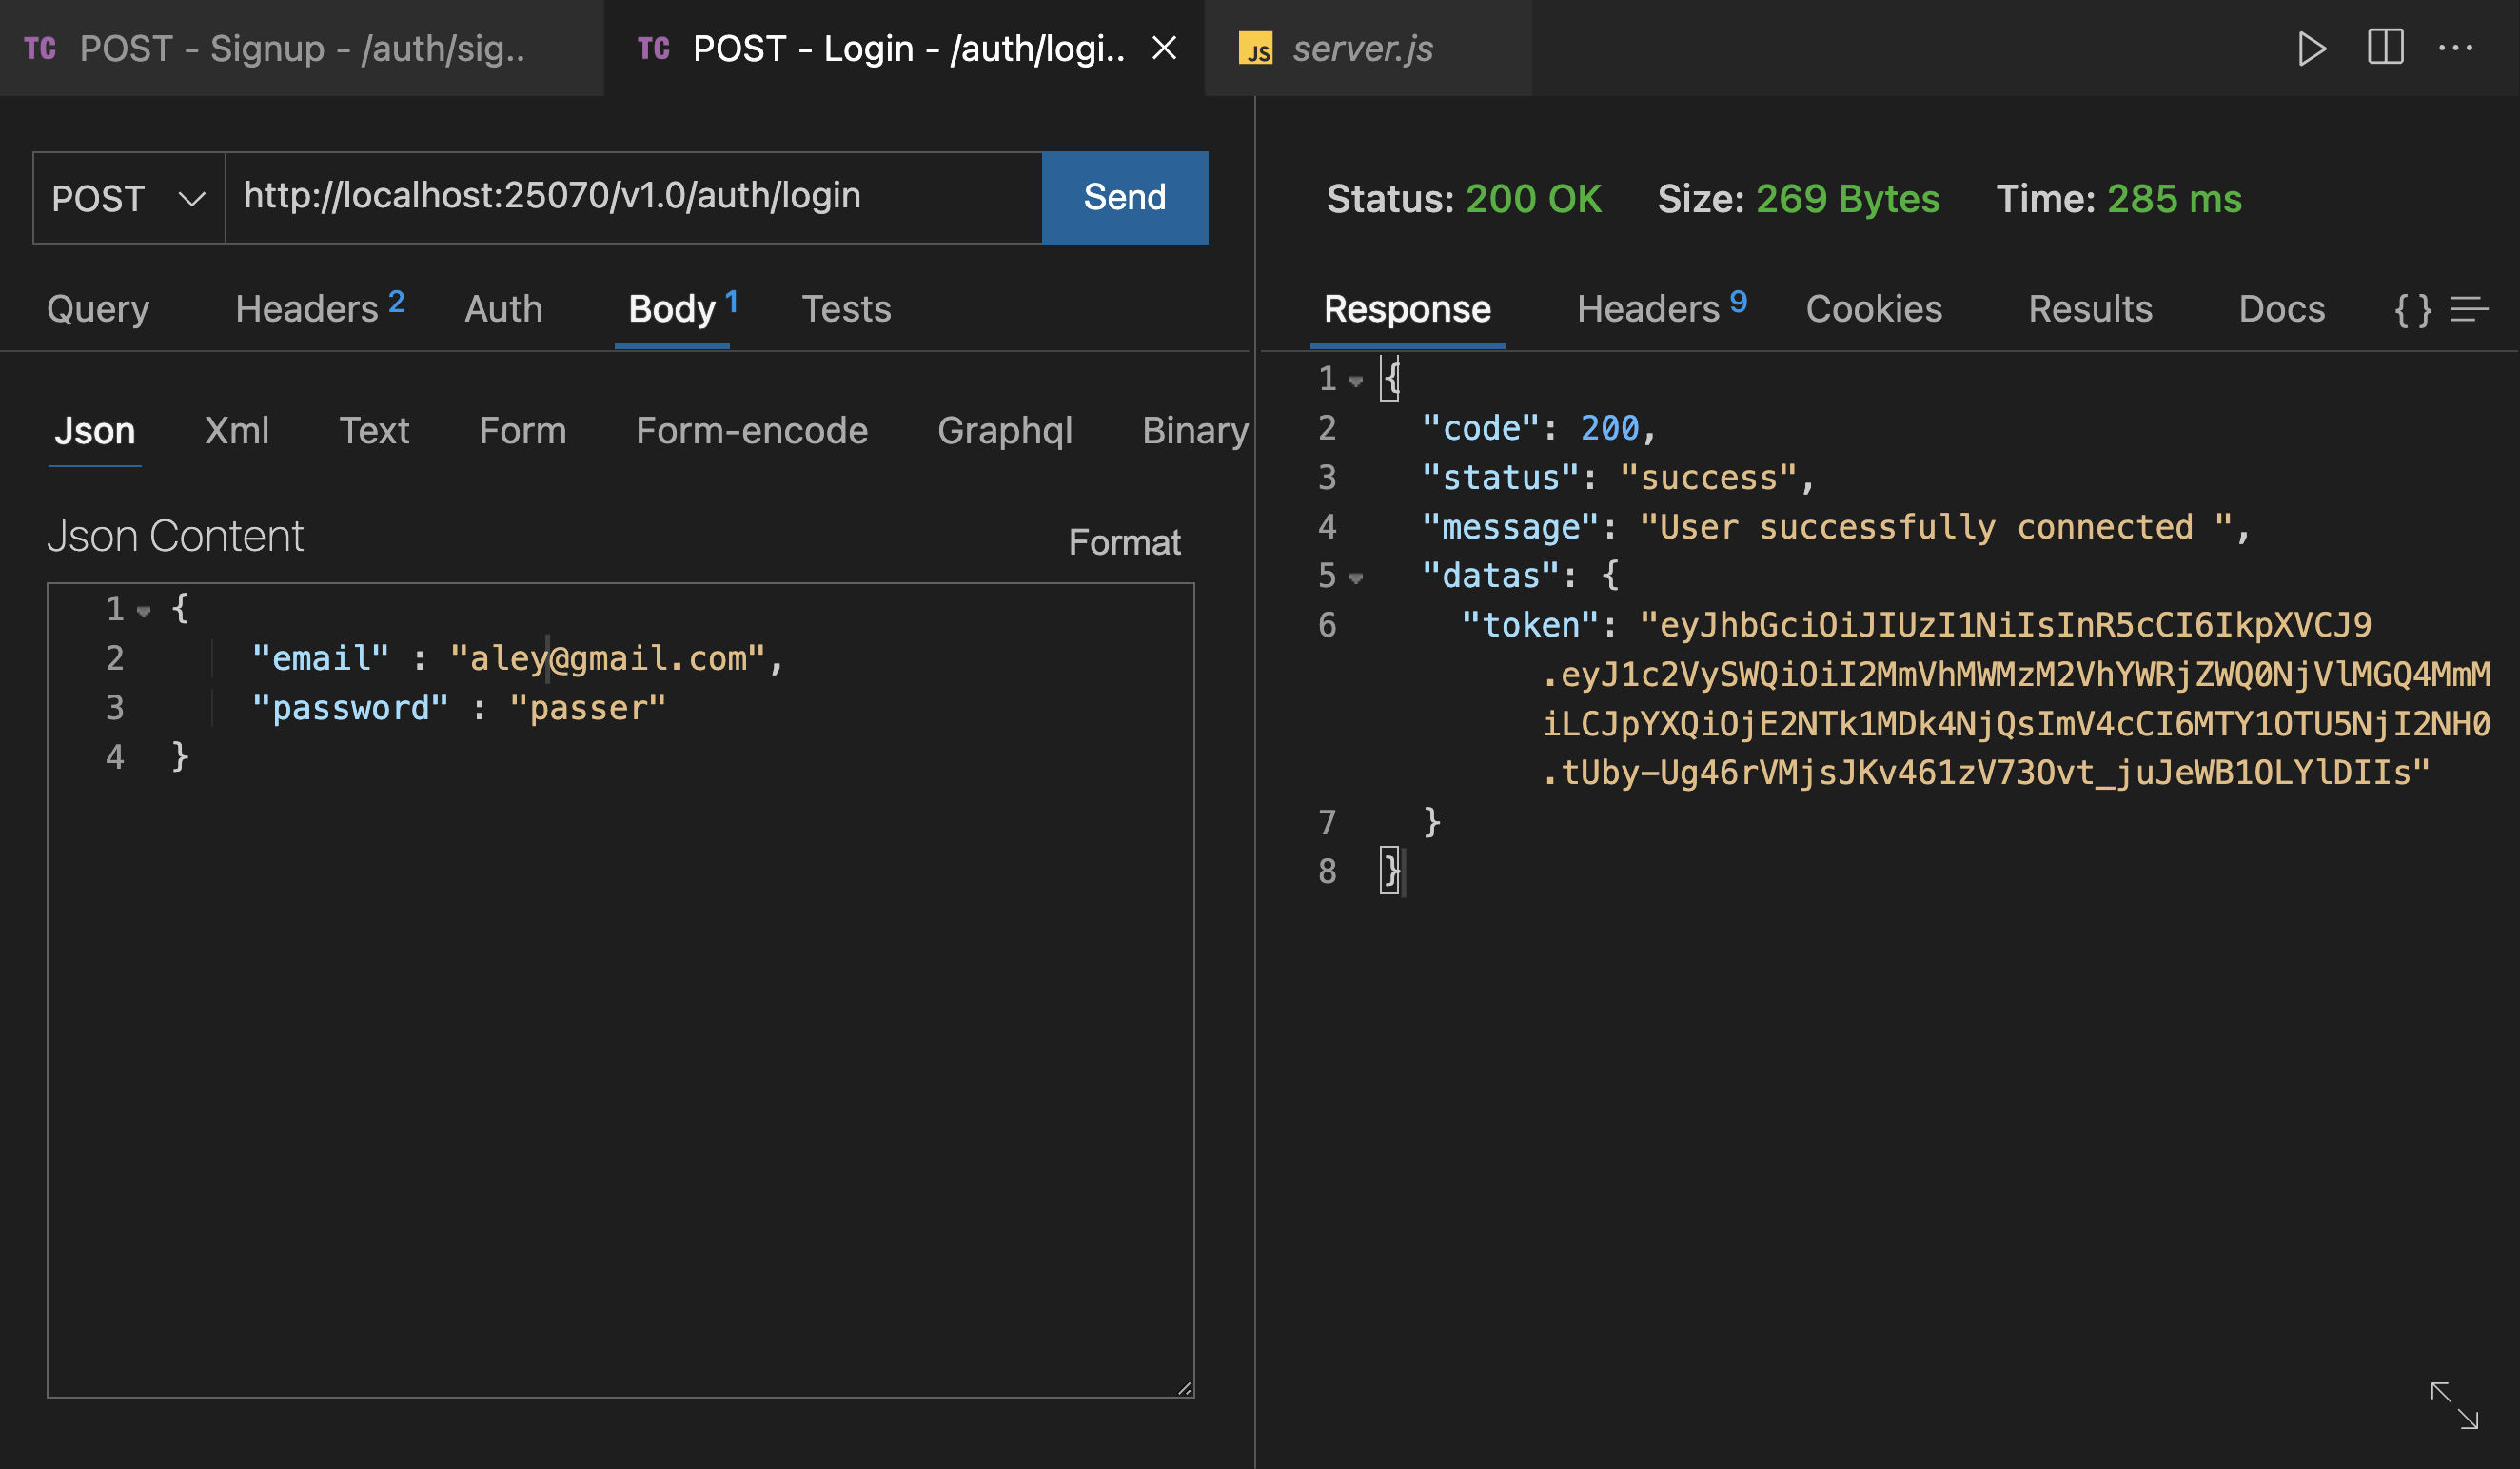 TC POST - Signup - /auth/sig..
TC POST - Login - /auth/logi..
JS server.js
POST http://localhost:25070/v1.0/auth/login Send
Query Headers 2 Auth Body 1 Tests
Json Xml Text Form Form-encode Graphql Binary
Json Content
Format
1 {
2 "email" : "aley@gmail.com",
3 "password" : "passer"
4 }
Status: 200 OK Size: 269 Bytes Time: 285 ms
Response Headers 9 Cookies Results Docs { }
1 {
2 "code": 200,
3 "status": "success",
4 "message": "User successfully connected ",
5 "datas": {
6 "token": "eyJhbGciOiJIUzI1NiIsInR5cCI6IkpXVCJ9
.eyJ1c2VySWQiOiI2MmVhMWMzM2VhYWRjZWQ0NjVlMGQ4MmM
iLCJpYXQiOjE2NTk1MDk4NjQsImV4cCI6MTY1OTU5NjI2NH0
.tUby-Ug46rVMjsJKv461zV73Ovt_juJeWB1OLYlDIIs"
7 }
8 }